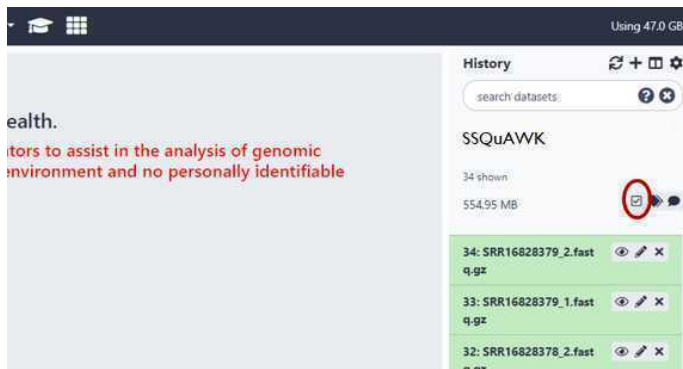 Using 47.0 GB
History
search datasets
ealth.
SSQuAWK
tors to assist in the analysis of genomic
environment and no personally identifiable
34 shown
554.95 MB
34: SRR16828379_2.fast
q.gz
33: SRR16828379_1.fast
q.gz
32: SRR16828378_2.fast
q.gz